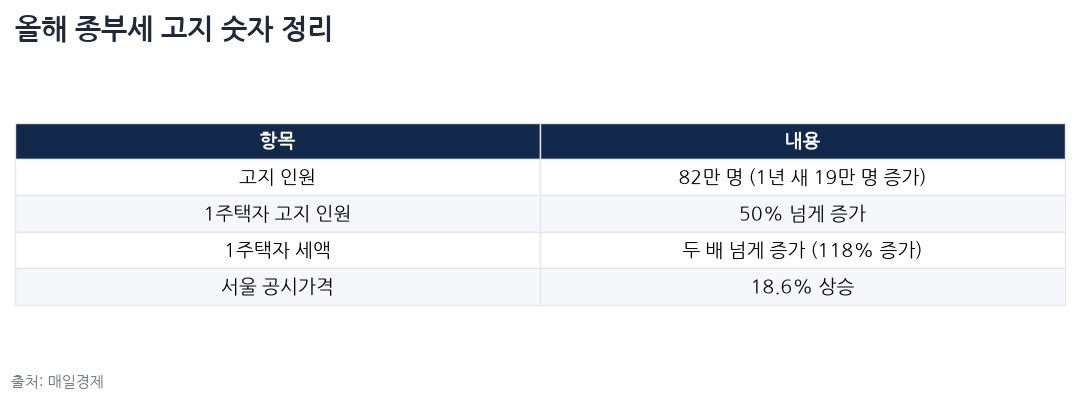 올해 종부세 고지 숫자 정리
항목 내용
고지 인원 82만 명 (1년 새 19만 명 증가)
1주택자 고지 인원 50% 넘게 증가
1주택자 세액 두 배 넘게 증가 (118% 증가)
서울 공시가격 18.6% 상승
출처: 매일경제